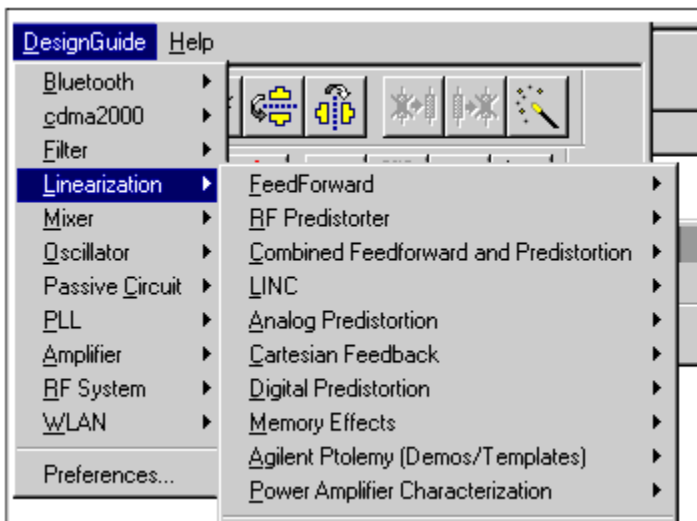 DesignGuide Help
Bluetooth
cdma2000
Filter
Linearization
Mixer
Oscillator
Passive Circuit
PLL
Amplifier
RF System
WLAN
Preferences...
FeedForward
RF Predistorter
Combined Feedforward and Predistortion
LINC
Analog Predistortion
Cartesian Feedback
Digital Predistortion
Memory Effects
Agilent Ptolemy (Demos/Templates)
Power Amplifier Characterization